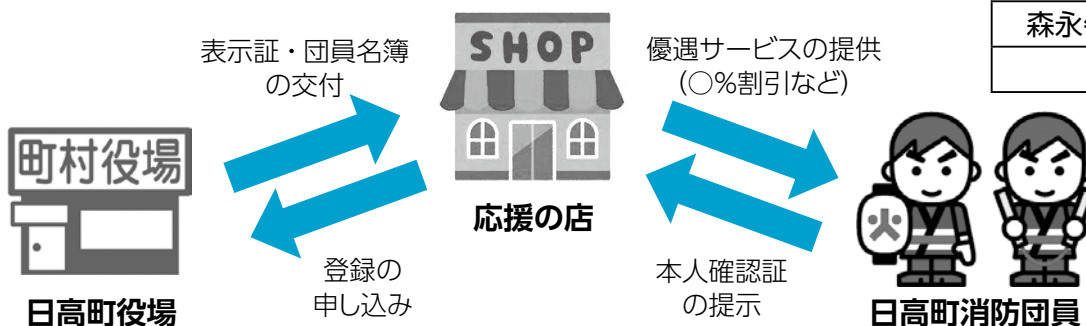 森永
表示証・団員名簿
の交付
SHOP
優遇サービスの提供
(○%割引など)
町村役場
火
応援の店
登録の
申し込み
本人確認証
の提示
日高町役場
日高町消防団員